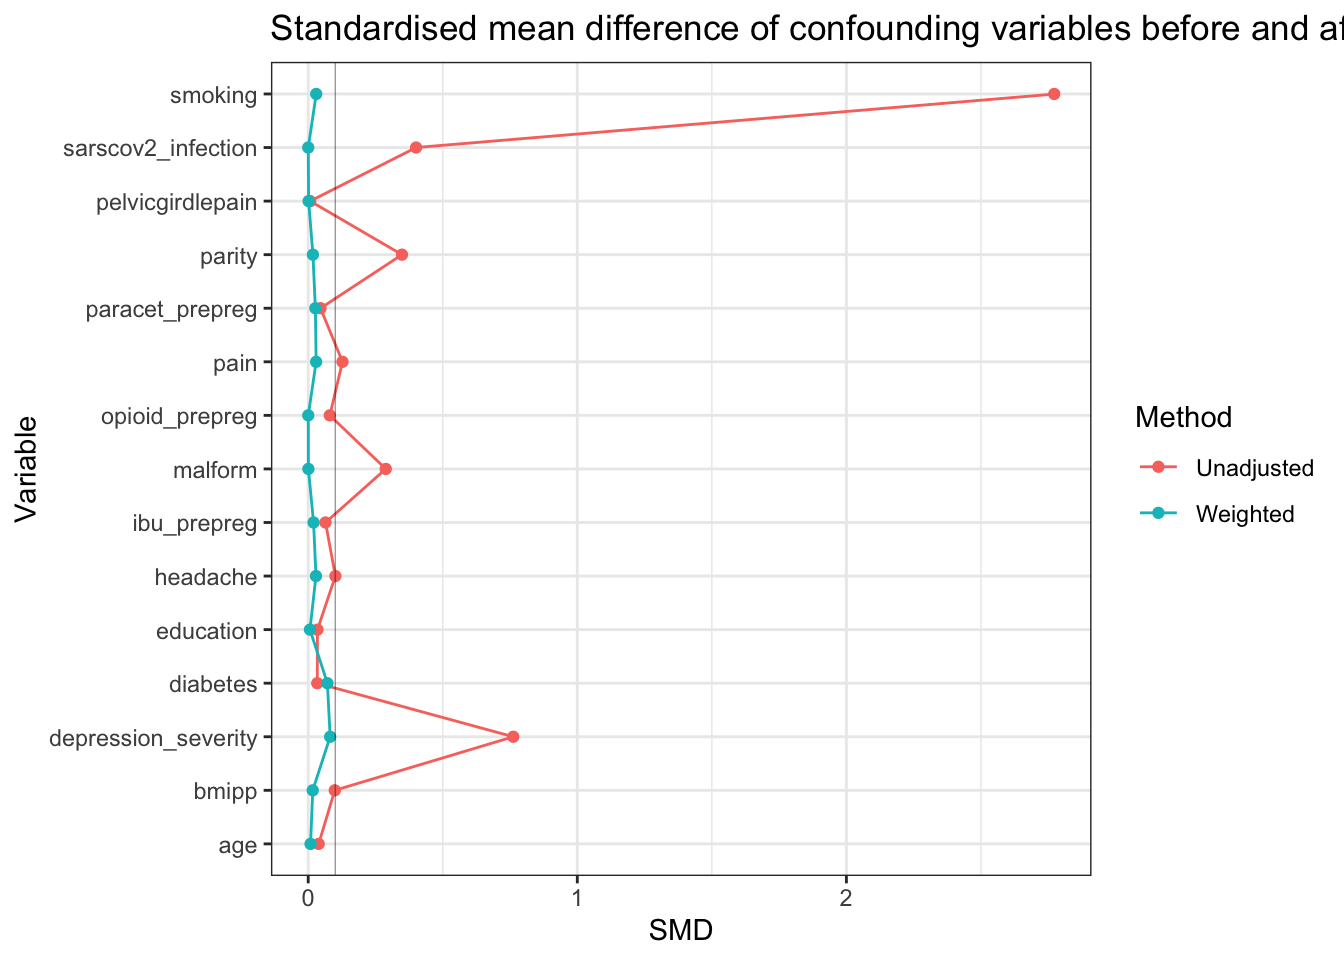 Standardised mean difference of confounding variables before and af
smoking
sarscov2_infection
pelvicgirdlepain
parity
paracet_prepreg
pain
opioid_prepreg
malform
ibu_prepreg
headache
education
diabetes
depression_severity
bmipp
age
Variable
0 1 2
SMD
Method
Unadjusted
Weighted